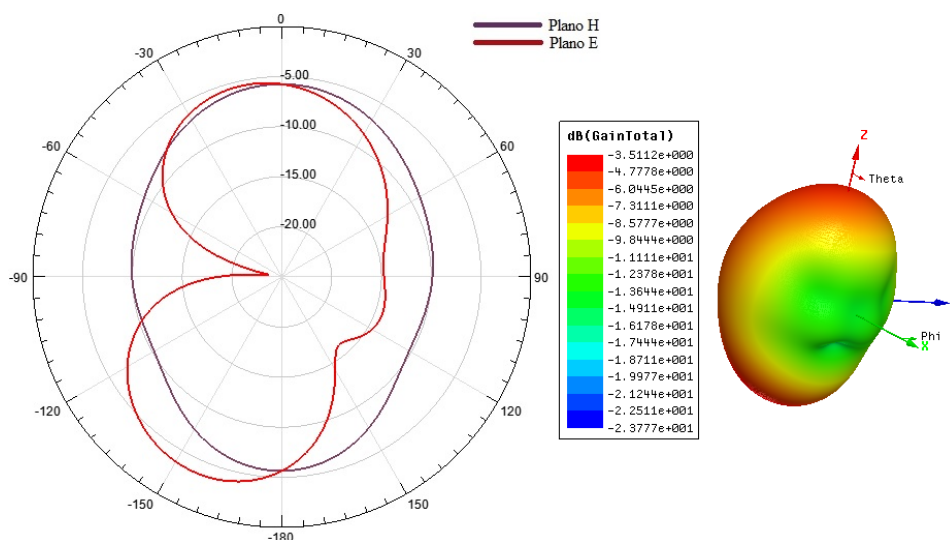 Plano H
Plano E
0
-30
30
-5.00
-10.00
-60
60
-15.00
-20.00
-90
90
-120
120
-150
150
-180
dB(GainTotal)
-3.5112e+000
-4.7778e+000
-6.0445e+000
-7.3111e+000
-8.5777e+000
-9.8444e+000
-1.1111e+001
-1.2378e+001
-1.3644e+001
-1.4911e+001
-1.6178e+001
-1.7444e+001
-1.8711e+001
-1.9977e+001
-2.1244e+001
-2.2511e+001
-2.3777e+001
Z
Theta
Phi
X